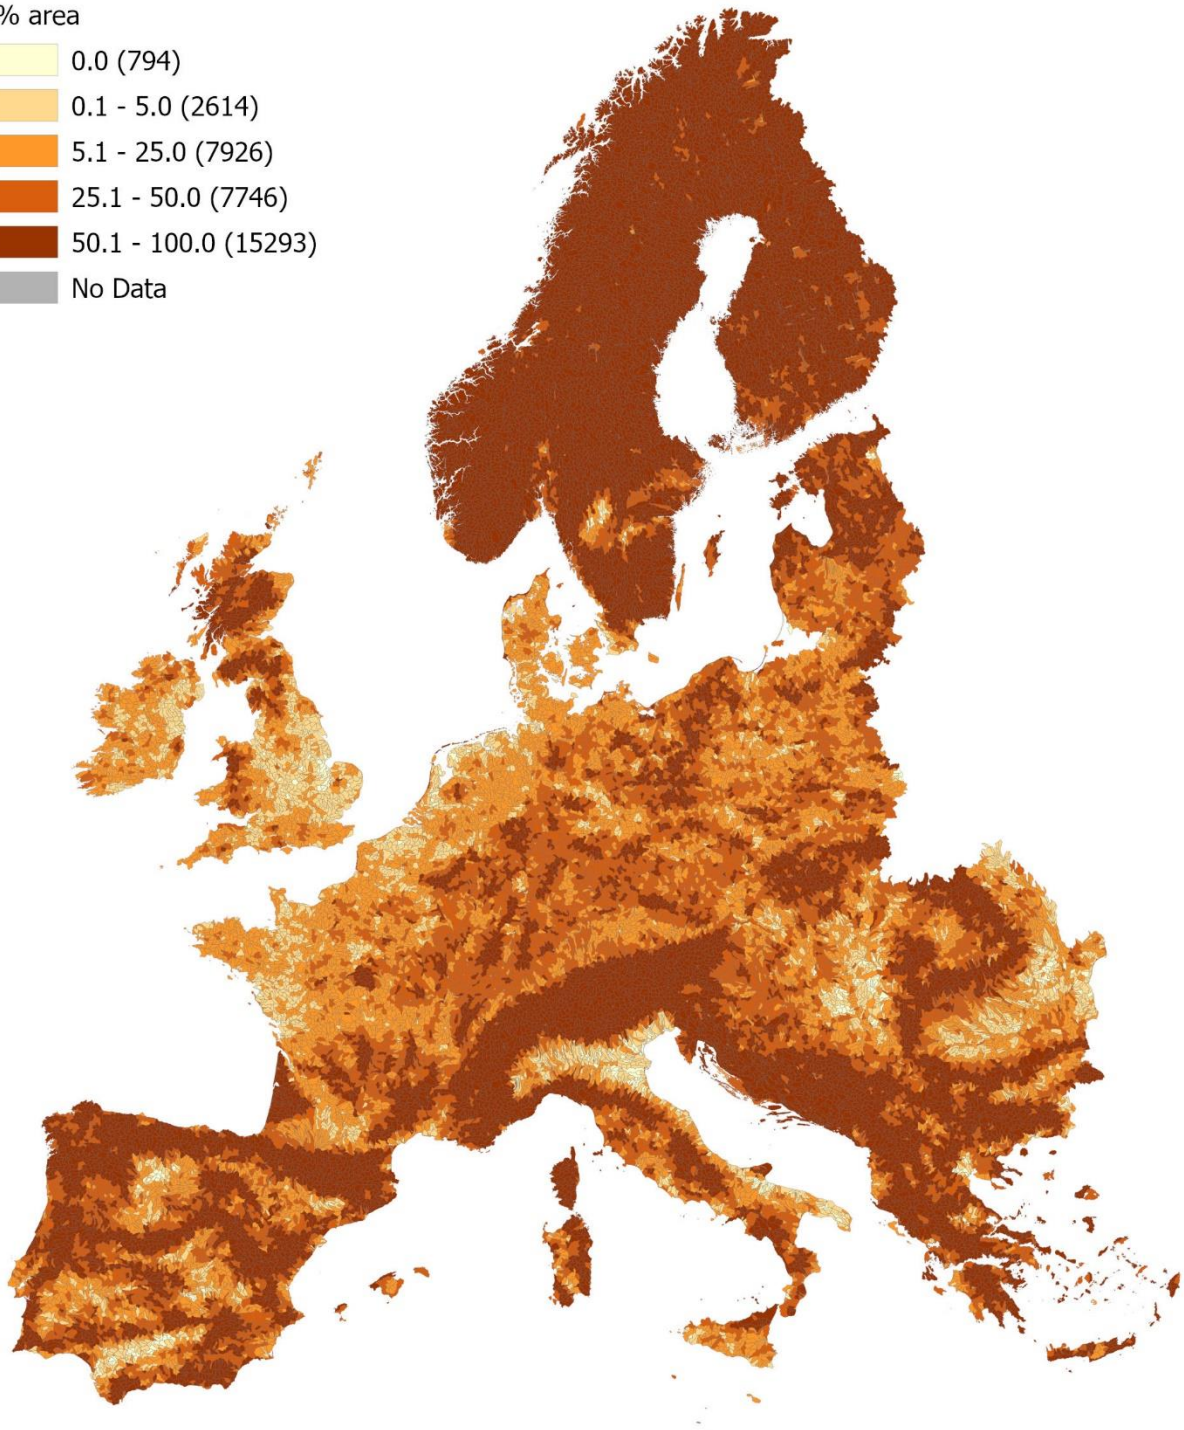 % area
0.0 (794)
0.1 - 5.0 (2614)
5.1 - 25.0 (7926)
25.1 - 50.0 (7746)
50.1 - 100.0 (15293)
No Data